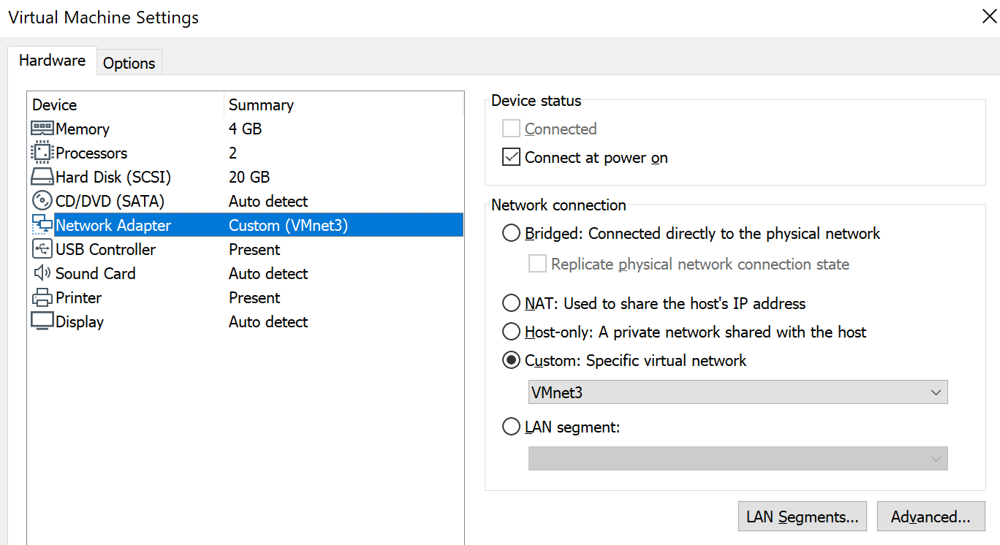 Virtual Machine Settings
Hardware Options
Device Summary
Memory 4 GB
Processors 2
Hard Disk (SCSI) 20 GB
CD/DVD (SATA) Auto detect
Network Adapter Custom (VMnet3)
USB Controller Present
Sound Card Auto detect
Printer Present
Display Auto detect
Device status
Connected
Connect at power on
Network connection
Bridged: Connected directly to the physical network
Replicate physical network connection state
NAT: Used to share the host's IP address
Host-only: A private network shared with the host
Custom: Specific virtual network
VMnet3
LAN segment:
LAN Segments... Advanced...